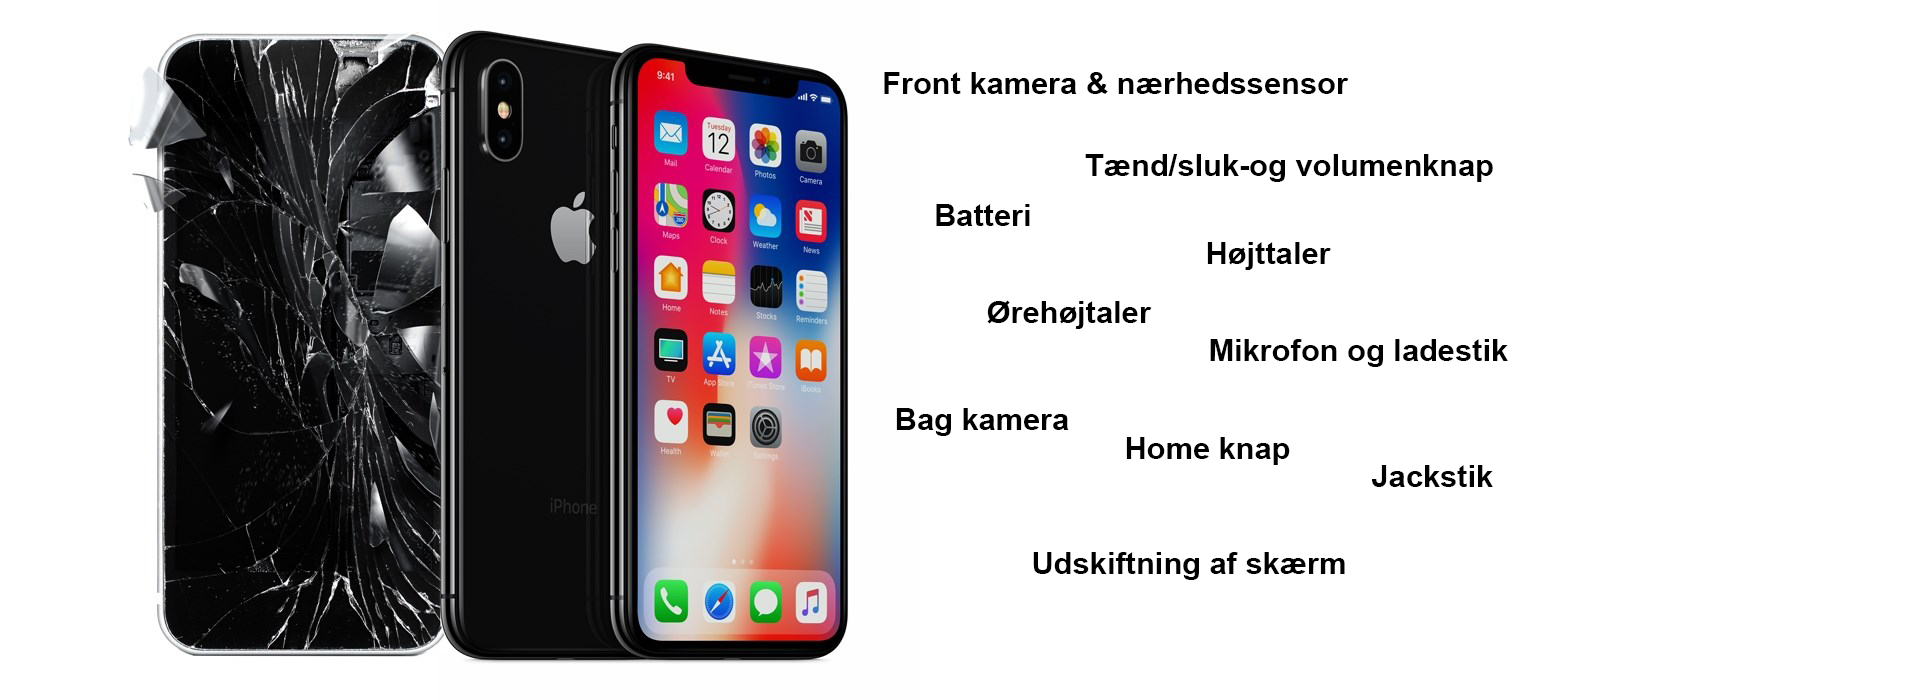 9:41
Tuesday
12
Mail
Calendar
Photos
Camera
280
Maps
Clock
Weather
News
Home
Notes
Stocks
Reminders
TV
App Store
iTunes Store
iBooks
Health
Wallet
Settings
iPhone
Front kamera & nærhedssensor
Tænd/sluk-og volumenknap
Batteri
Højttaler
Ørehøjtaler
Mikrofon og ladestik
Bag kamera
Home knap
Jackstik
Udskiftning af skærm